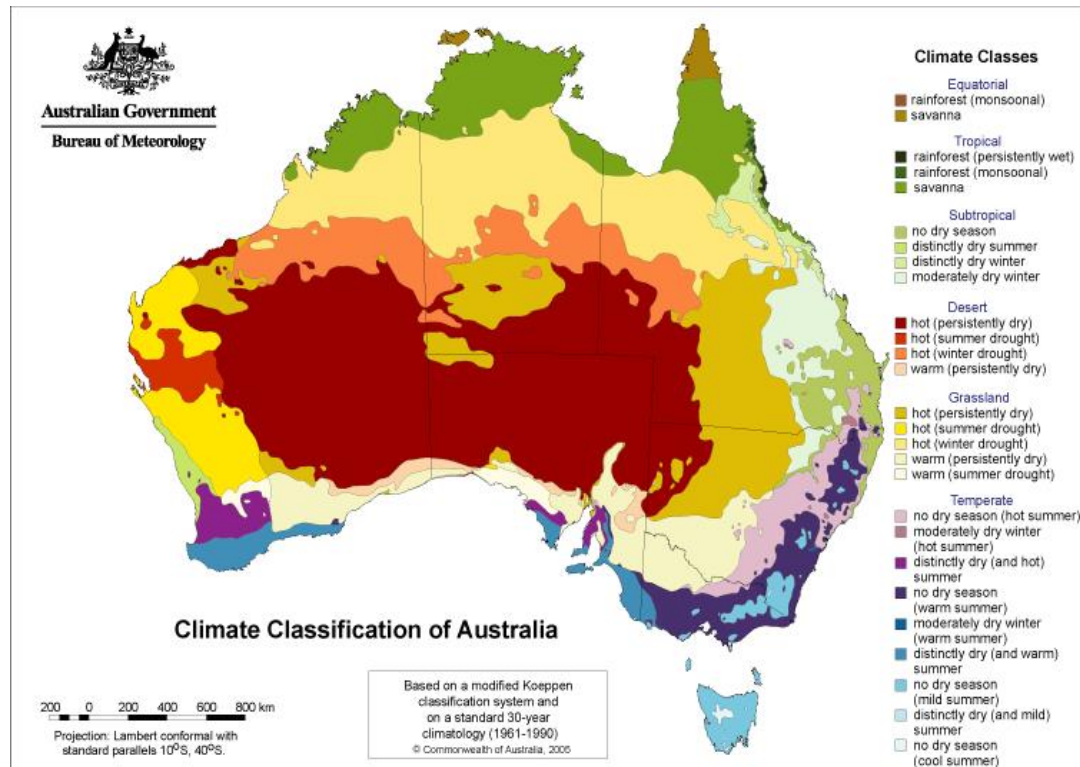 Australian Government
Bureau of Meteorology
Climate Classes
Equatorial
rainforest (monsoonal)
savanna
Tropical
rainforest (persistently wet)
rainforest (monsoonal)
savanna
Subtropical
no dry season
distinctly dry summer
distinctly dry winter
moderately dry winter
Desert
hot (persistently dry)
hot (summer drought)
hot (winter drought)
warm (persistently dry)
Grassland
hot (persistently dry)
hot (summer drought)
hot (winter drought)
warm (persistently dry)
warm (summer drought)
Temperate
no dry season (hot summer)
moderately dry winter
(hot summer)
distinctly dry (and hot)
summer
no dry season
(warm summer)
moderately dry winter
(warm summer)
distinctly dry (and warm)
summer
no dry season
(mild summer)
distinctly dry (and mild)
summer
no dry season
(cool summer)
Climate Classification of Australia
Based on a modified Koeppen
classification system and
on a standard 30-year
climatology (1961-1990)
© Commonwealth of Australia, 2005
200 0 200 400 600 800 km
Projection: Lambert conformal with
standard parallels 10°S, 40°S.